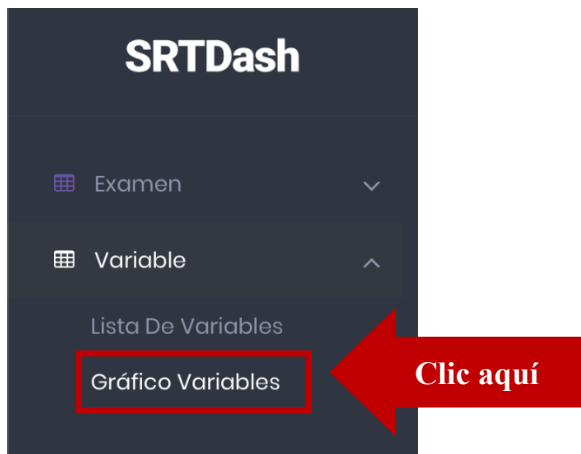 SRTDash
Examen
Variable
Lista De Variables
Gráfico Variables
Clic aquí